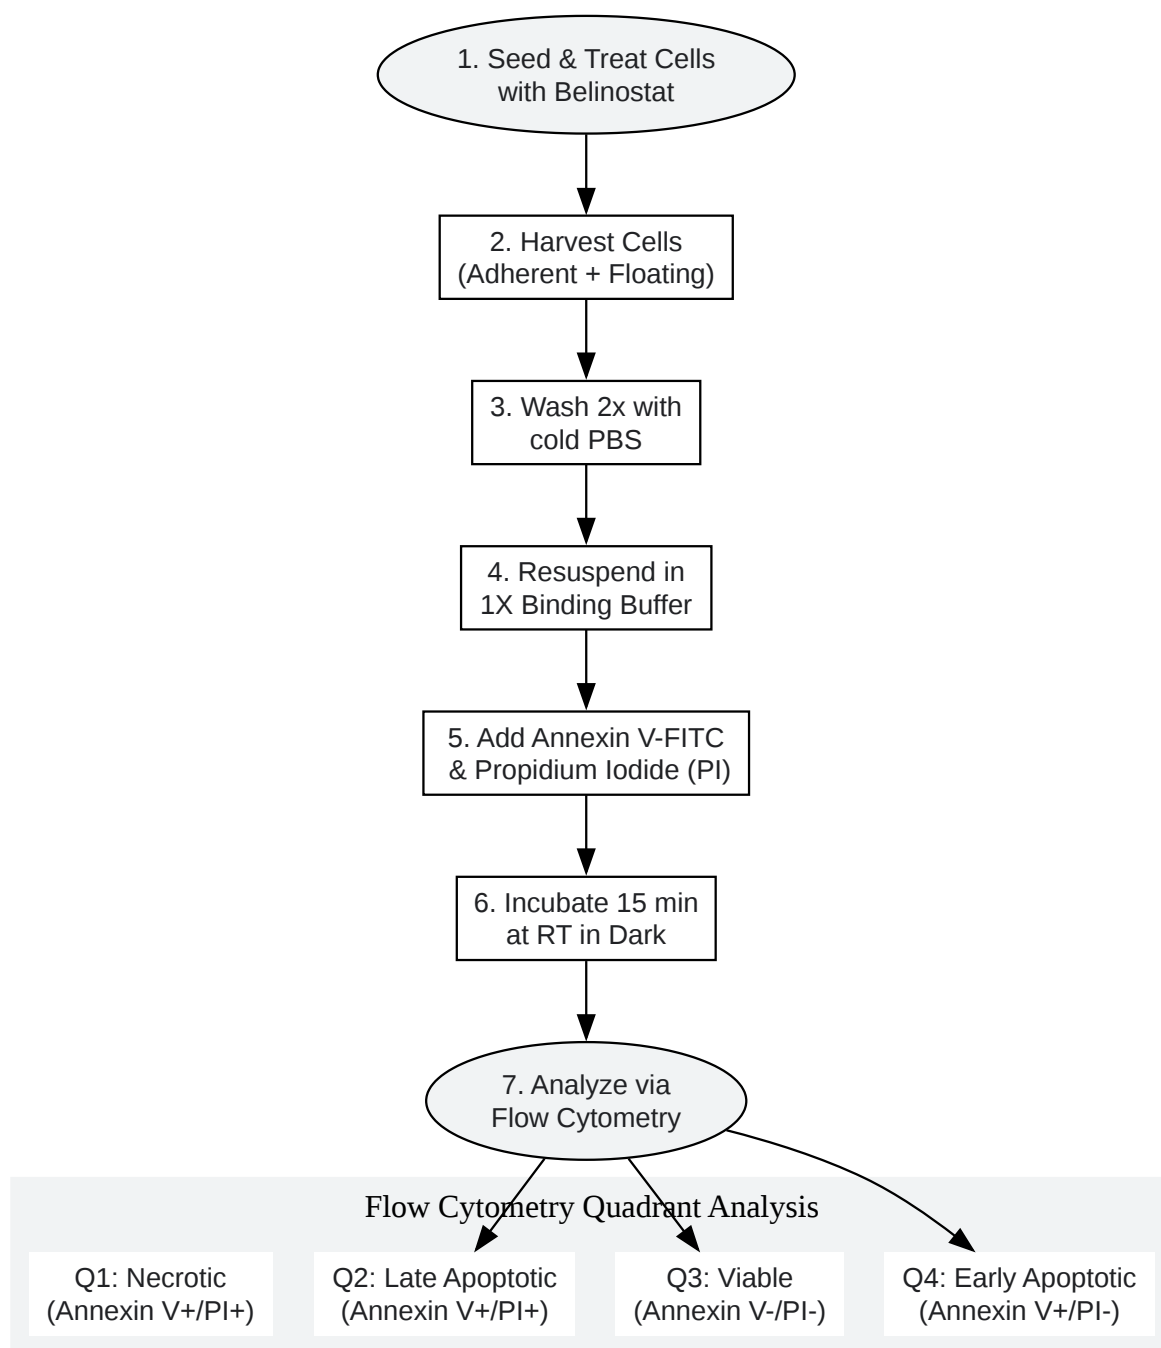 1. Seed & Treat Cells
with Belinostat
2. Harvest Cells
(Adherent + Floating)
3. Wash 2x with
cold PBS
4. Resuspend in
1X Binding Buffer
5. Add Annexin V-FITC
& Propidium Iodide (PI)
6. Incubate 15 min
at RT in Dark
7. Analyze via
Flow Cytometry
Flow Cytometry Quadrant Analysis
Q1: Necrotic
(Annexin V+/PI+)
Q2: Late Apoptotic
(Annexin V+/PI+)
Q3: Viable
(Annexin V-/PI-)
Q4: Early Apoptotic
(Annexin V+/PI-)